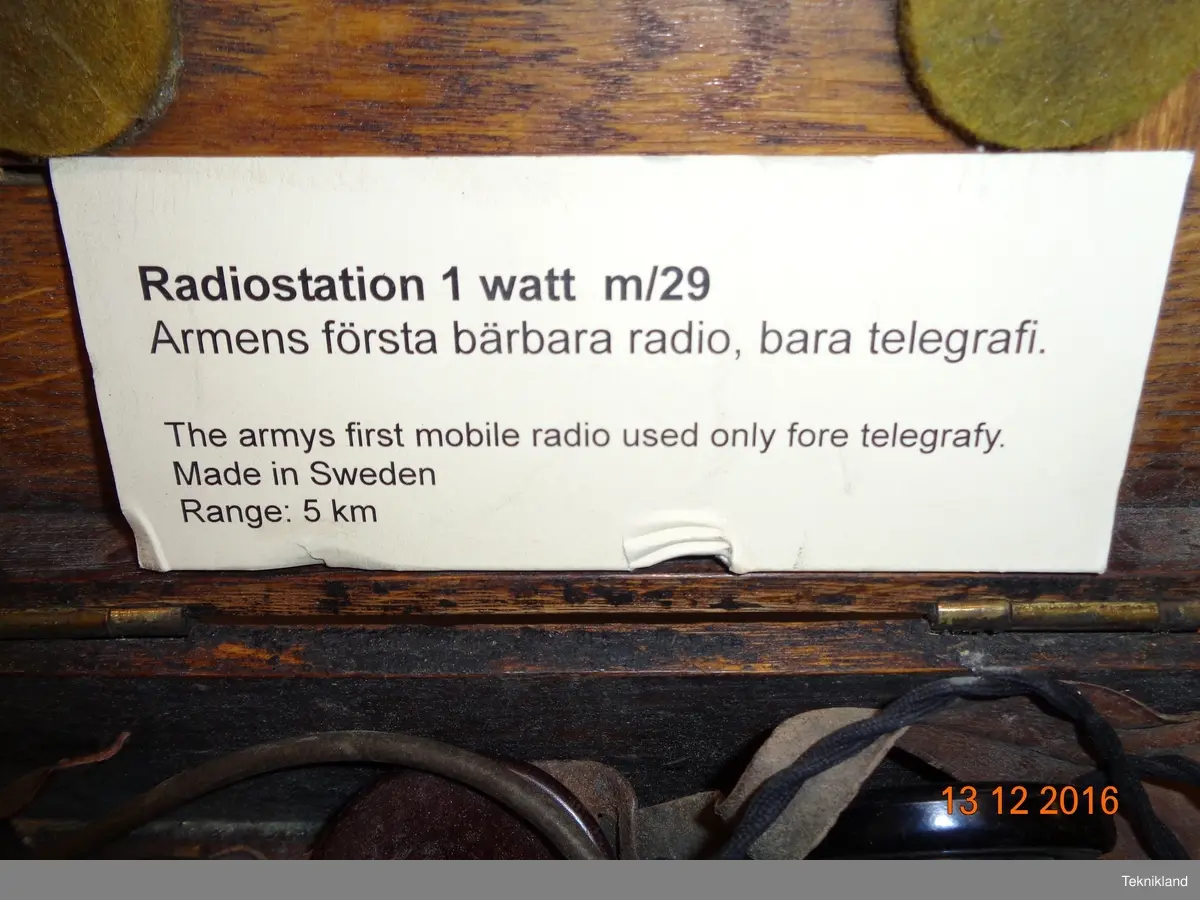 Radiostation 1 watt m/29
Armens första bärbara radio, bara telegrafi.
The armys first mobile radio used only fore telegrafy.
Made in Sweden
Range: 5 km
13 12 2016
Teknikland